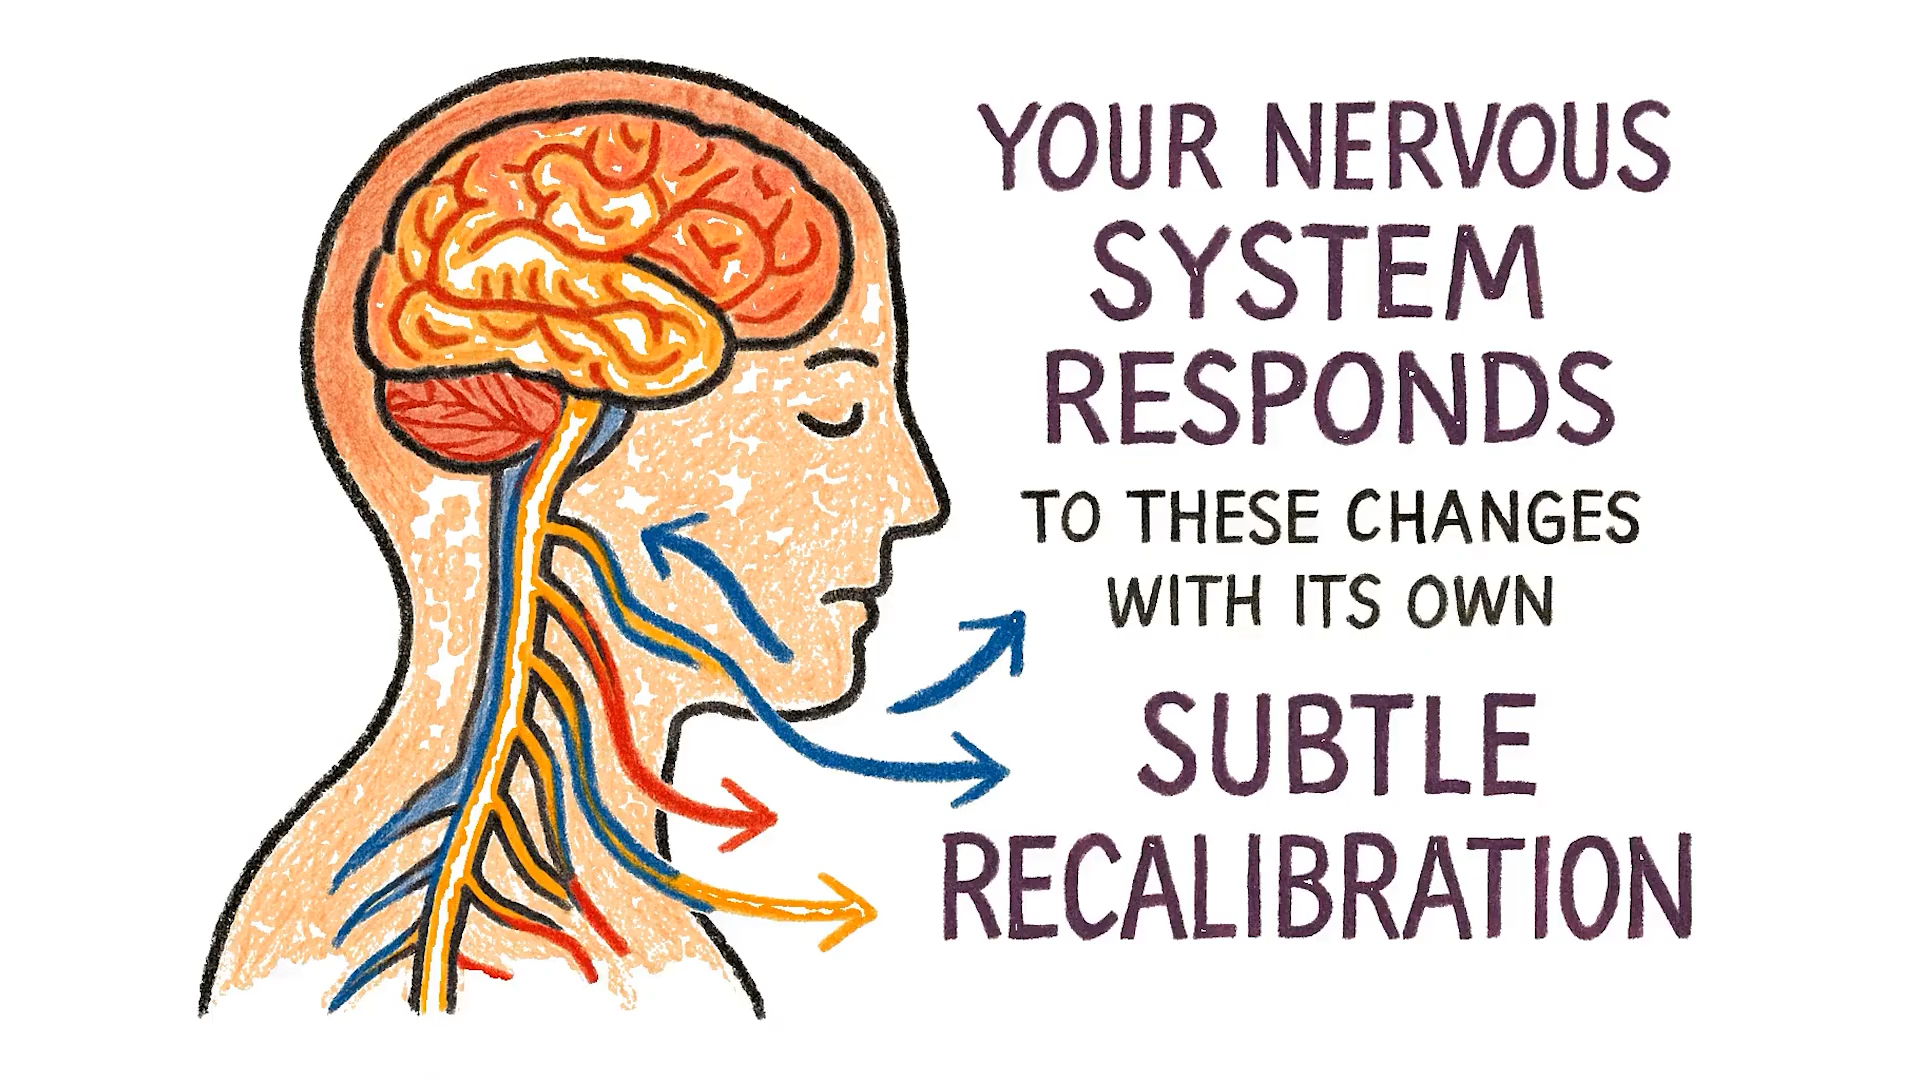 YOUR NERVOUS
SYSTEM
RESPONDS
TO THESE CHANGES
WITH ITS OWN
SUBTLE
RECALIBRATION